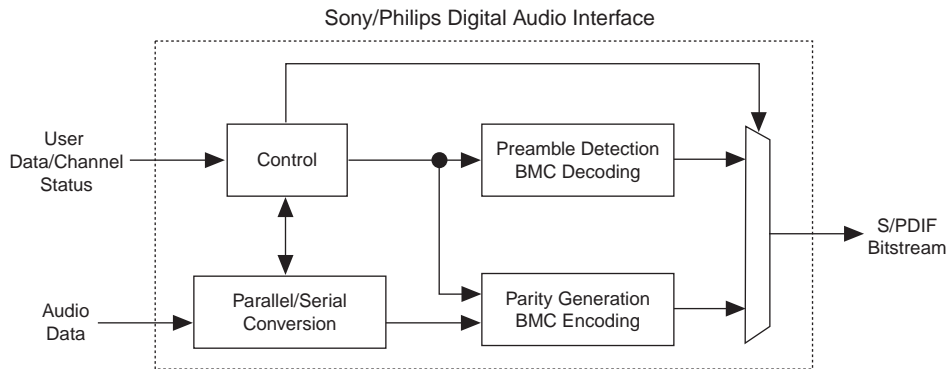 Sony/Philips Digital Audio Interface
User
Data/Channel
Status
Control
Preamble Detection
BMC Decoding
S/PDIF
Bitstream
Audio
Data
Parallel/Serial
Conversion
Parity Generation
BMC Encoding